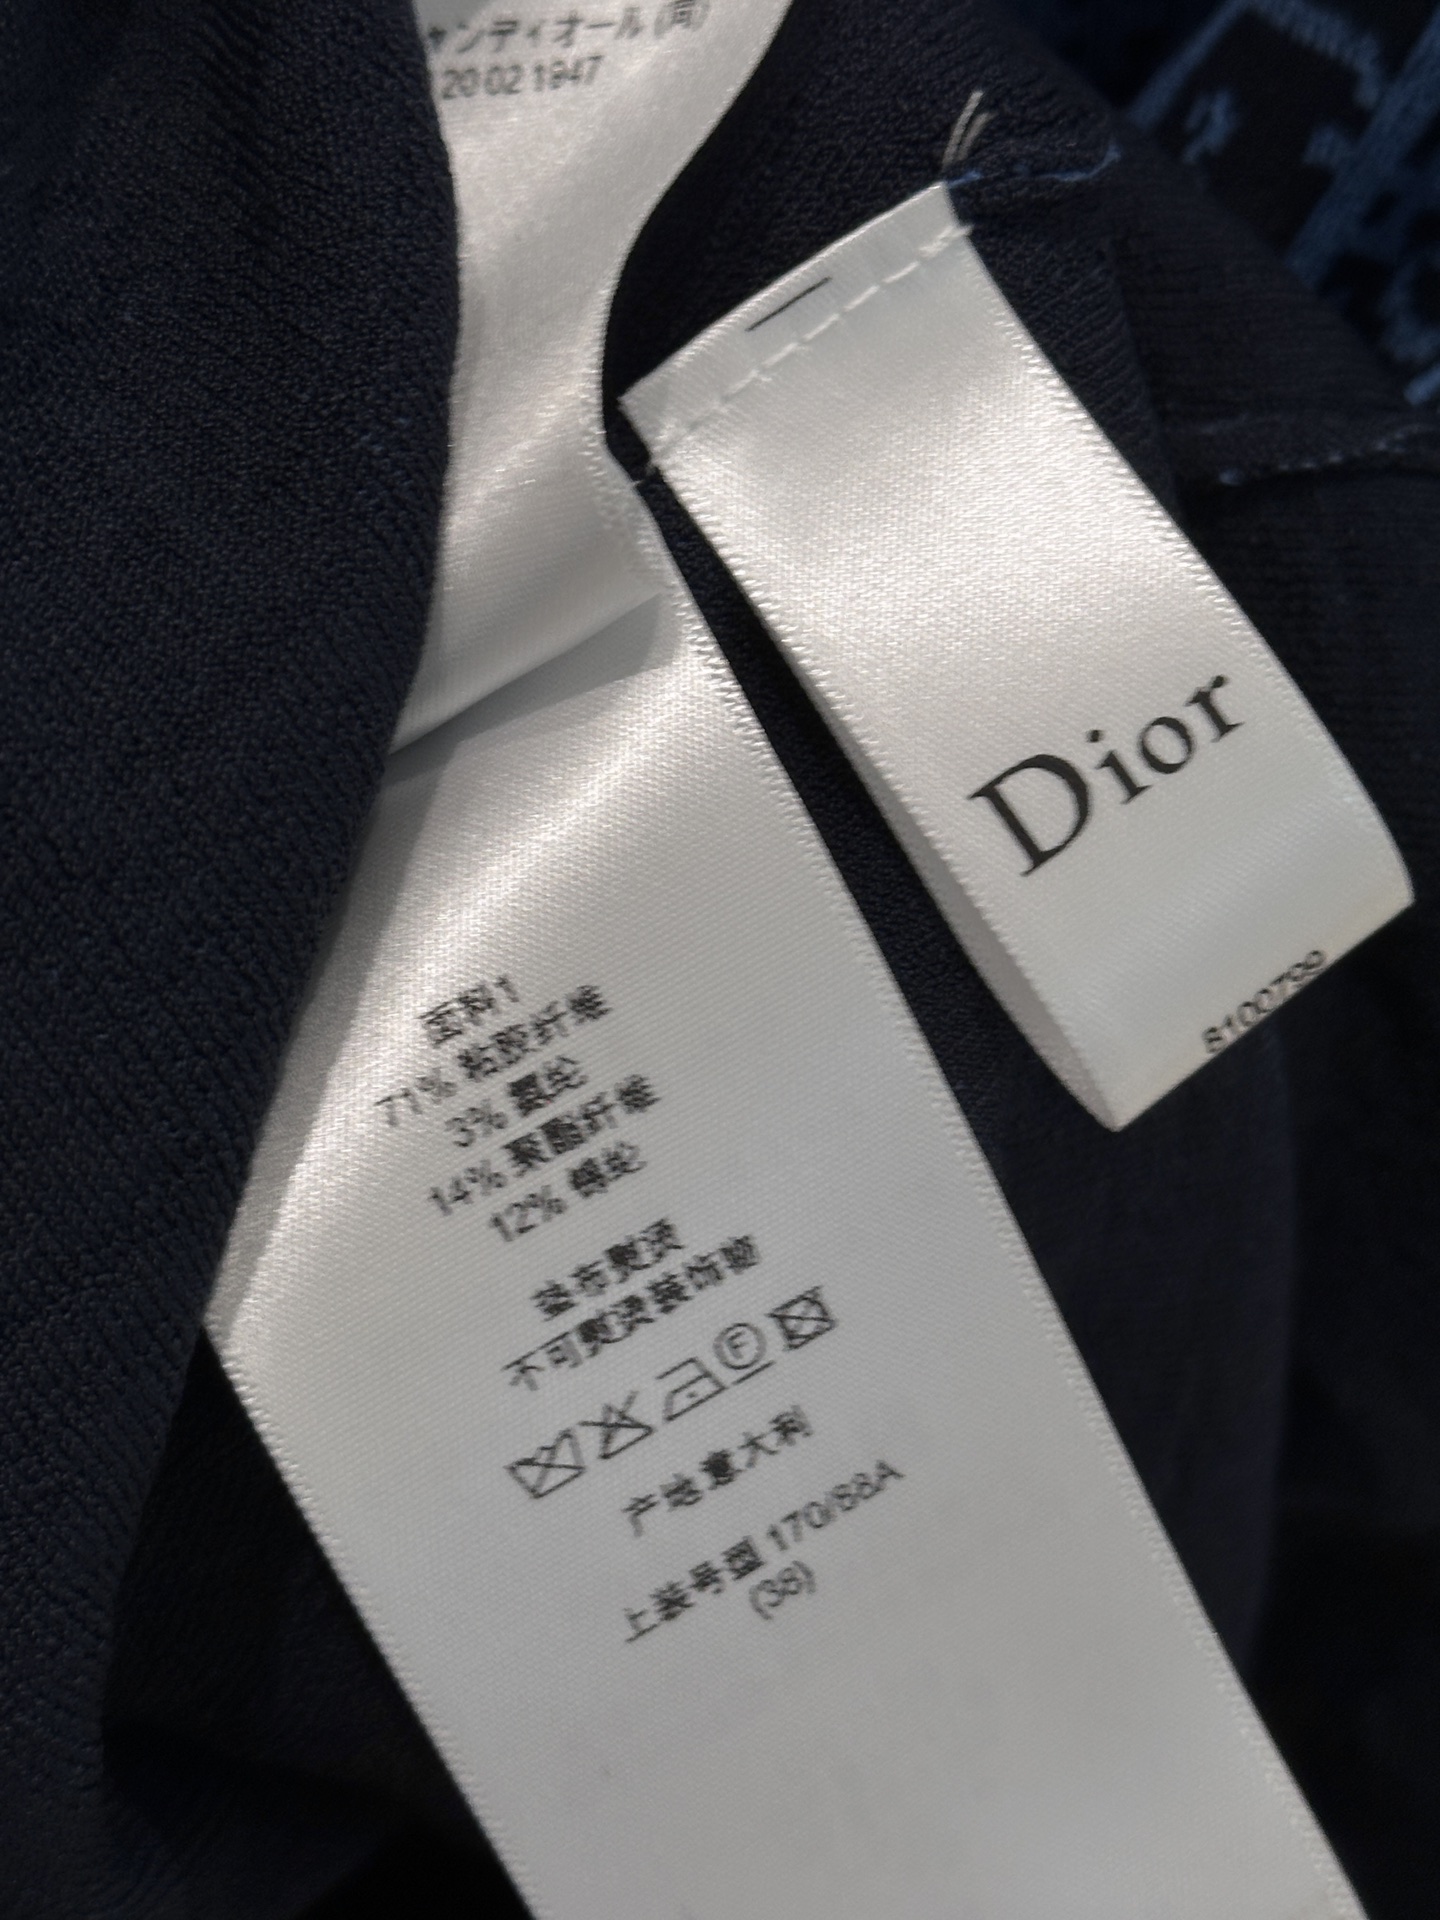 ャンディオール (同)
20 02 1947
Dior
8100799
面料1
71% 粘胶纤维
3% 氨纶
14% 聚酯纤维
12% 锦纶
垫布熨烫
不可熨烫装饰物
F
产地 意大利
上装号型 170/88A
(38)